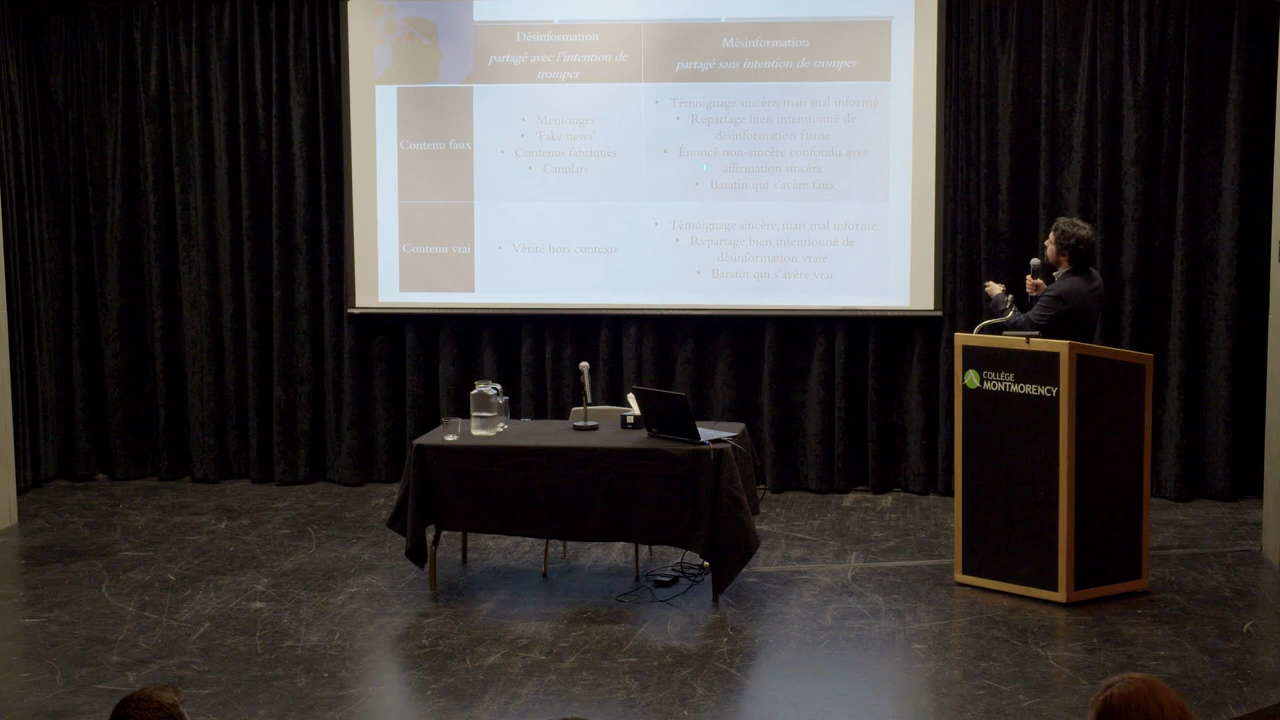 Désinformation
partagé avec l'intention de
tromper
Mésinformation
partagé sans intention de tromper
Contenu faux
• Mensonges
• 'Fake news'
• Contenus fabriqués
• Canulars
• Témoignage sincère, mais mal informé
• Repartage bien intentionné de
désinformation fausse
• Énoncé non-sincère confondu avec
affirmation sincère
• Baratin qui s'avère faux
Contenu vrai
• Vérité hors contexte
• Témoignage sincère, mais mal informé
• Repartage bien intentionné de
désinformation vraie
• Baratin qui s'avère vrai
COLLÈGE
MONTMORENCY